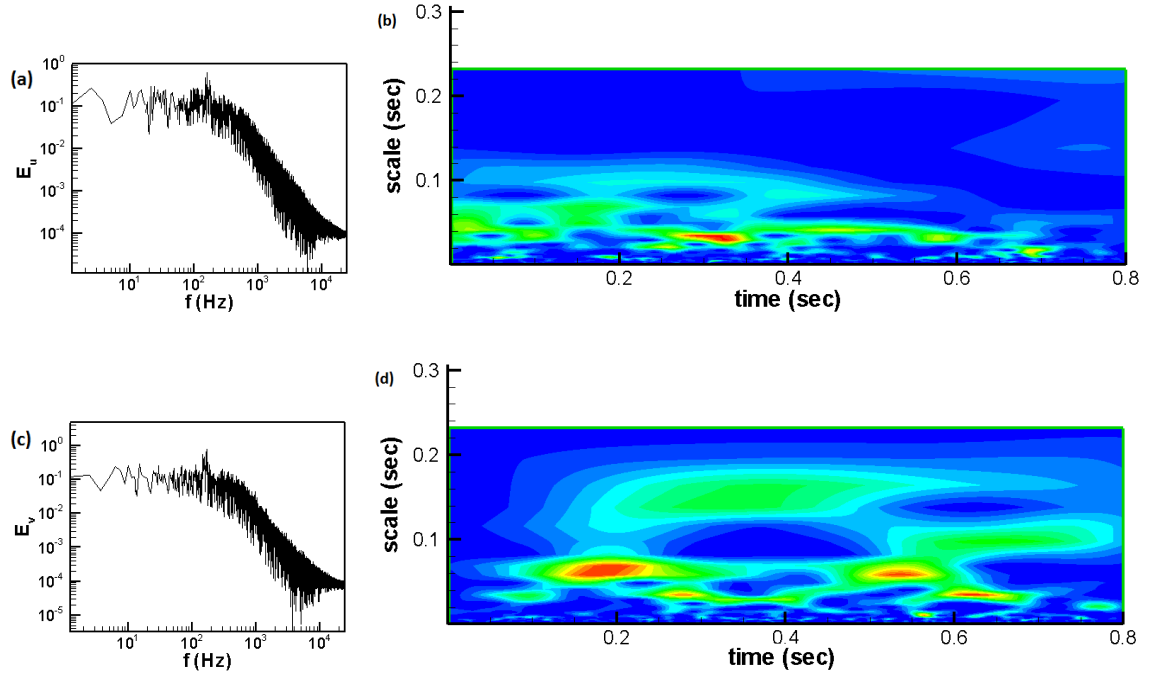 (a)
10^0
10^-1
10^-2
10^-3
10^-4
E_u
10^1 10^2 10^3 10^4
f (Hz)
(b)
0.3
0.2
0.1
scale (sec)
0.2 0.4 0.6 0.8
time (sec)
(c)
10^0
10^-1
10^-2
10^-3
10^-4
10^-5
E_v
10^1 10^2 10^3 10^4
f (Hz)
(d)
0.3
0.2
0.1
scale (sec)
0.2 0.4 0.6 0.8
time (sec)